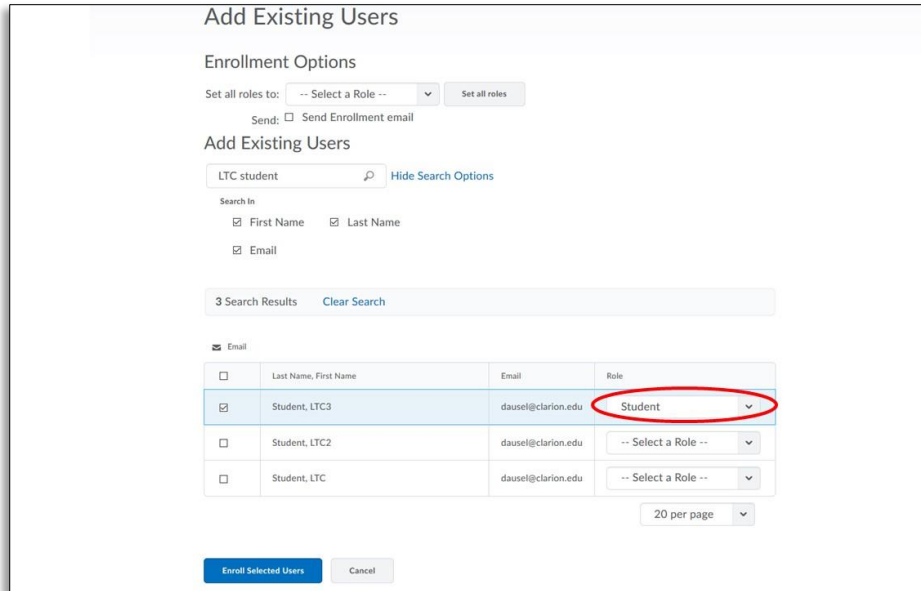 Add Existing Users
Enrollment Options
Set all roles to: -- Select a Role -- Set all roles
Send: Send Enrollment email
Add Existing Users
LTC student Hide Search Options
Search In
First Name Last Name
Email
3 Search Results Clear Search
Email
Last Name, First Name Email Role
Student, LTC3 dausel@clarion.edu Student
Student, LTC2 dausel@clarion.edu -- Select a Role --
Student, LTC dausel@clarion.edu -- Select a Role --
20 per page
Enroll Selected Users Cancel